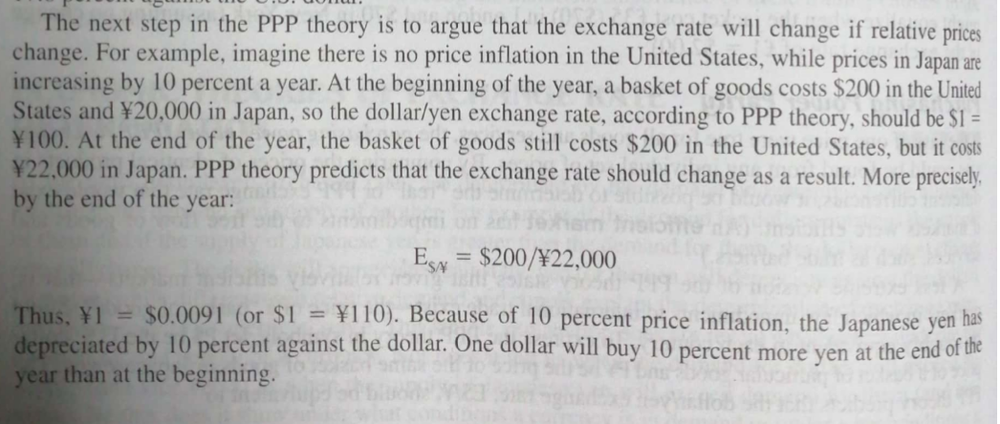 The next step in the PPP theory is to argue that the exchange rate will change if relative prices
change. For example, imagine there is no price inflation in the United States, while prices in Japan are
increasing by 10 percent a year. At the beginning of the year, a basket of goods costs $200 in the United
States and ¥20,000 in Japan, so the dollar/yen exchange rate, according to PPP theory, should be $1 =
¥100. At the end of the year, the basket of goods still costs $200 in the United States, but it costs
¥22,000 in Japan. PPP theory predicts that the exchange rate should change as a result. More precisely,
by the end of the year:
E$/¥ = $200/¥22,000
Thus, ¥1 = $0.0091 (or $1 = ¥110). Because of 10 percent price inflation, the Japanese yen has
depreciated by 10 percent against the dollar. One dollar will buy 10 percent more yen at the end of the
year than at the beginning.